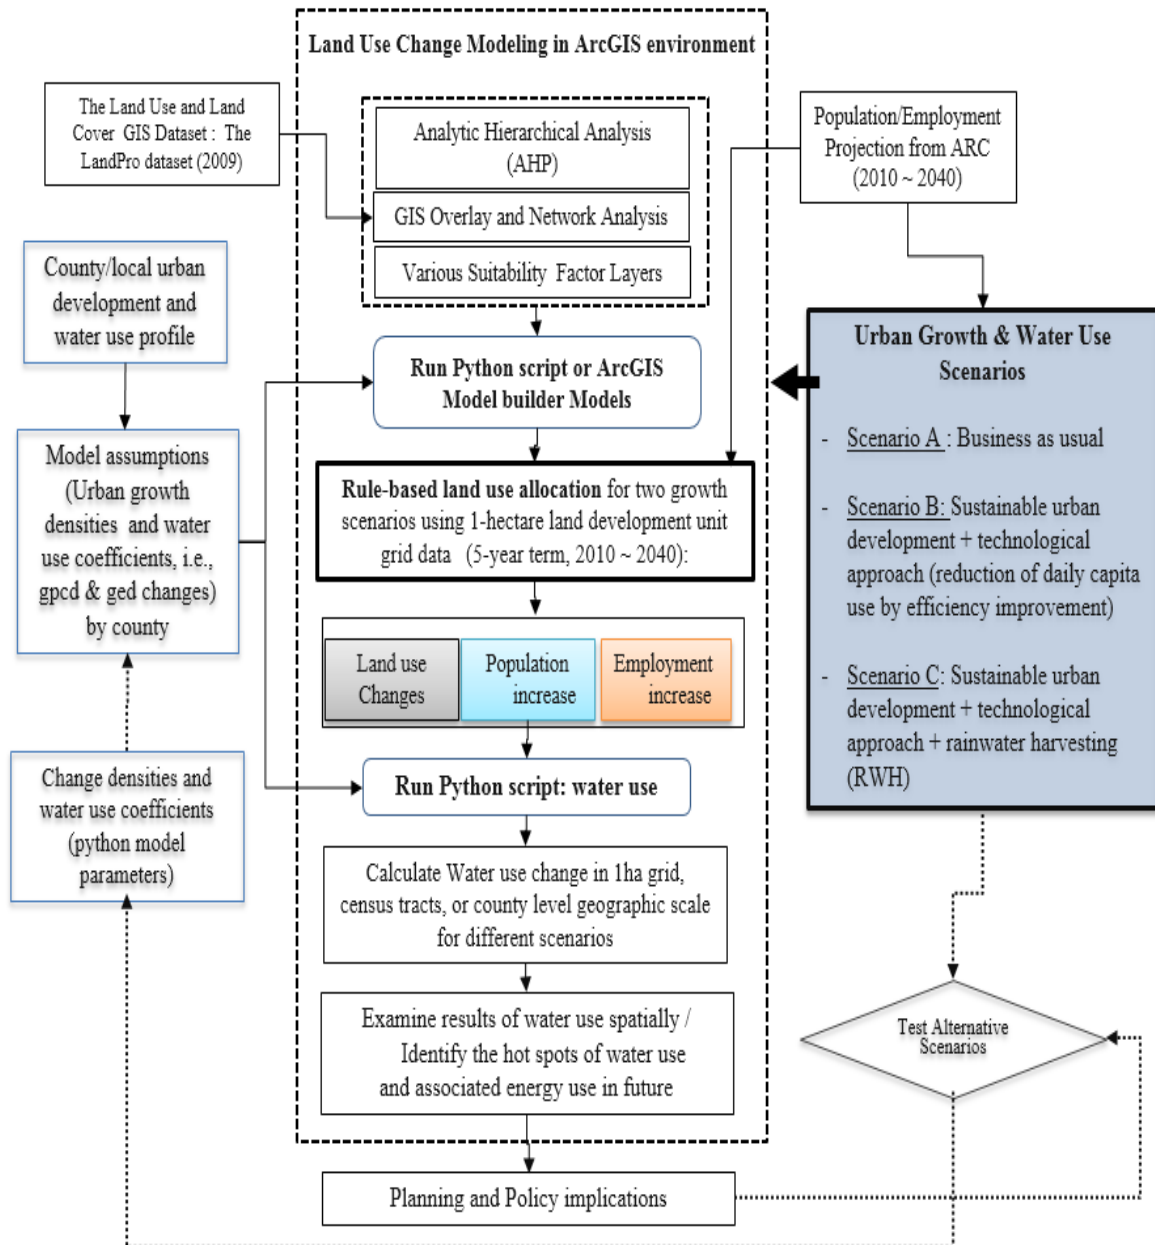 Land Use Change Modeling in ArcGIS environment
The Land Use and Land
Cover GIS Dataset : The
LandPro dataset (2009)
Analytic Hierarchical Analysis
(AHP)
GIS Overlay and Network Analysis
Various Suitability Factor Layers
Population/Employment
Projection from ARC
(2010 ~ 2040)
County/local urban
development and
water use profile
Run Python script or ArcGIS
Model builder Models
Model assumptions
(Urban growth
densities and water
use coefficients, i.e.,
gpcd & ged changes)
by county
Rule-based land use allocation for two growth
scenarios using 1-hectare land development unit
grid data (5-year term, 2010 ~ 2040):
Urban Growth & Water Use
Scenarios
- Scenario A : Business as usual
- Scenario B: Sustainable urban
development + technological
approach (reduction of daily capita
use by efficiency improvement)
- Scenario C: Sustainable urban
development + technological
approach + rainwater harvesting
(RWH)
Land use
Changes
Population
increase
Employment
increase
Change densities and
water use coefficients
(python model
parameters)
Run Python script: water use
Calculate Water use change in 1ha grid,
census tracts, or county level geographic scale
for different scenarios
Examine results of water use spatially /
Identify the hot spots of water use
and associated energy use in future
Test Alternative
Scenarios
Planning and Policy implications